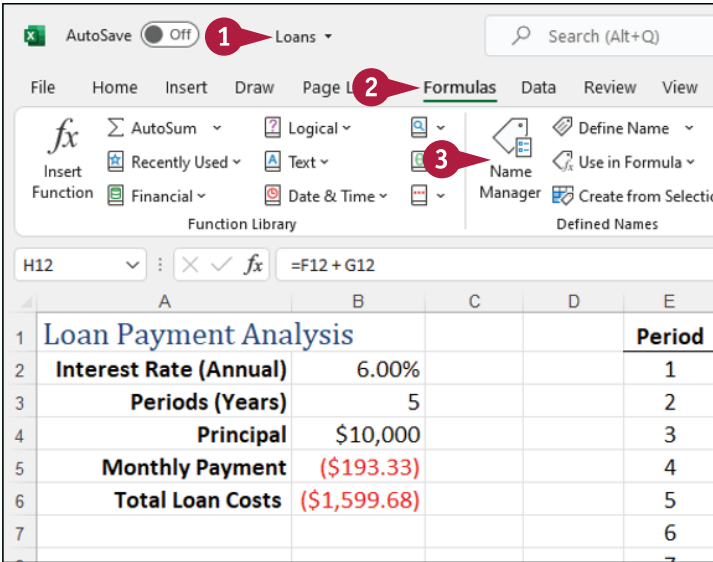 AutoSave Off 1 Loans Search (Alt+Q)
File Home Insert Draw Page L 2 Formulas Data Review View
fx AutoSum Logical Define Name
Insert Function Recently Used Text 3 Name Manager Use in Formula
Financial Date & Time Create from Selectio
Function Library Defined Names
H12 fx =F12+G12
A B C D E
1 Loan Payment Analysis Period
2 Interest Rate (Annual) 6.00% 1
3 Periods (Years) 5 2
4 Principal $10,000 3
5 Monthly Payment ($193.33) 4
6 Total Loan Costs ($1,599.68) 5
7 6